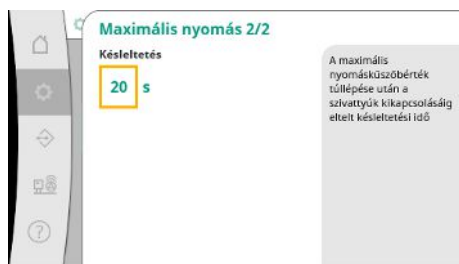 Maximális nyomás 2/2
Késleltetés
20 s
A maximális
nyomásküszöbérték
túllépése után a
szivattyúk kikapcsolásáig
eltelt késleltetési idő